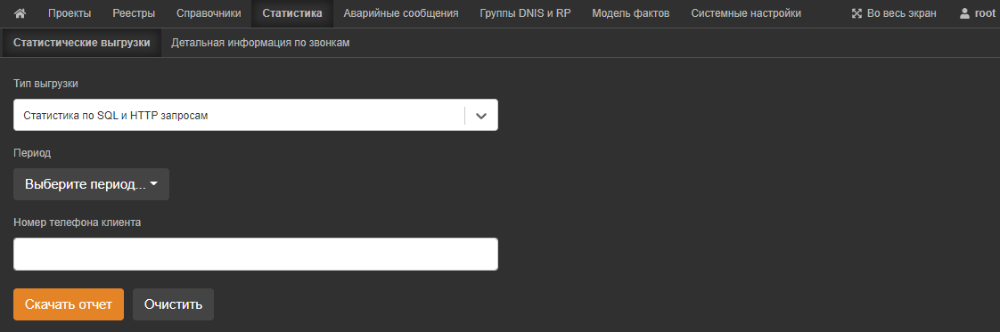 Проекты Реестры Справочники Статистика Аварийные сообщения Группы DNIS и RP Модель фактов Системные настройки Во весь экран root
Статистические выгрузки Детальная информация по звонкам
Тип выгрузки
Статистика по SQL и HTTP запросам
Период
Выберите период...
Номер телефона клиента
Скачать отчет Очистить